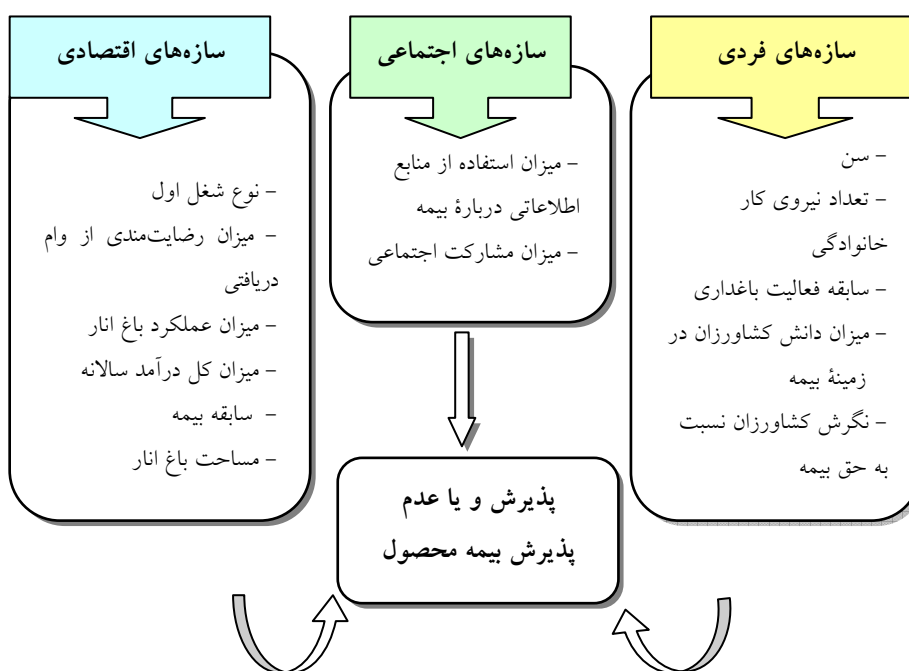 سازه‌های فردی
– سن
– تعداد نیروی کار
خانوادگی
– سابقه فعالیت باغداری
– میزان دانش کشاورزان در
زمینهٔ بیمه
– نگرش کشاورزان نسبت
به حق بیمه
سازه‌های اجتماعی
– میزان استفاده از منابع
اطلاعاتی دربارهٔ بیمه
– میزان مشارکت اجتماعی
سازه‌های اقتصادی
– نوع شغل اول
– میزان رضایت‌مندی از وام
دریافتی
– میزان عملکرد باغ انار
– میزان کل درآمد سالانه
– سابقه بیمه
– مساحت باغ انار
پذیرش و یا عدم
پذیرش بیمه محصول